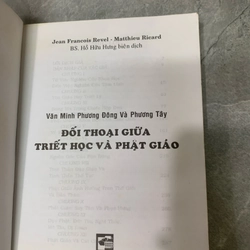 Jean Francois Revel - Matthieu Ricard
BS. Hồ Hữu Hưng biên dịch
Văn Minh Phương Đông Và Phương Tây
ĐỐI THOẠI GIỮA
TRIẾT HỌC VÀ PHẬT GIÁO